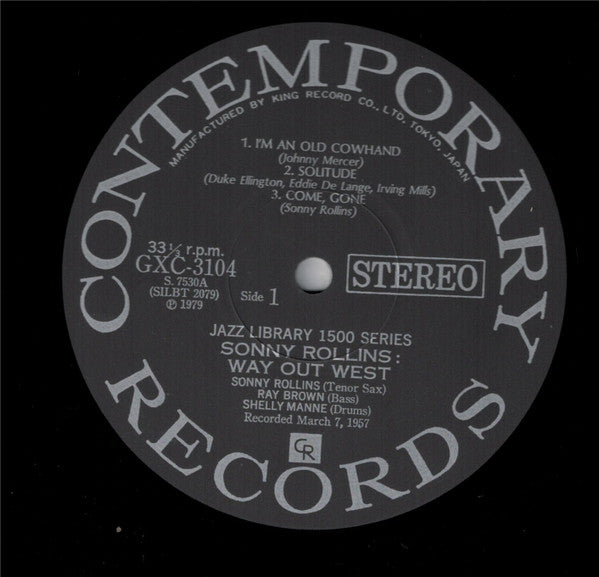 CONTEMPORARY
MANUFACTURED BY KING RECORD CO., LTD, TOKYO, JAPAN
1. I'M AN OLD COWHAND
(Johnny Mercer)
2. SOLITUDE
(Duke Ellington, Eddie De Lange, Irving Mills)
3. COME, GONE
(Sonny Rollins)
33 1/3 r.p.m.
GXC-3104
S. 7530A
(SILBT 2079)
Ⓟ 1979
Side 1
STEREO
JAZZ LIBRARY 1500 SERIES
SONNY ROLLINS:
WAY OUT WEST
SONNY ROLLINS (Tenor Sax)
RAY BROWN (Bass)
SHELLY MANNE (Drums)
Recorded March 7, 1957
CR
RECORDS